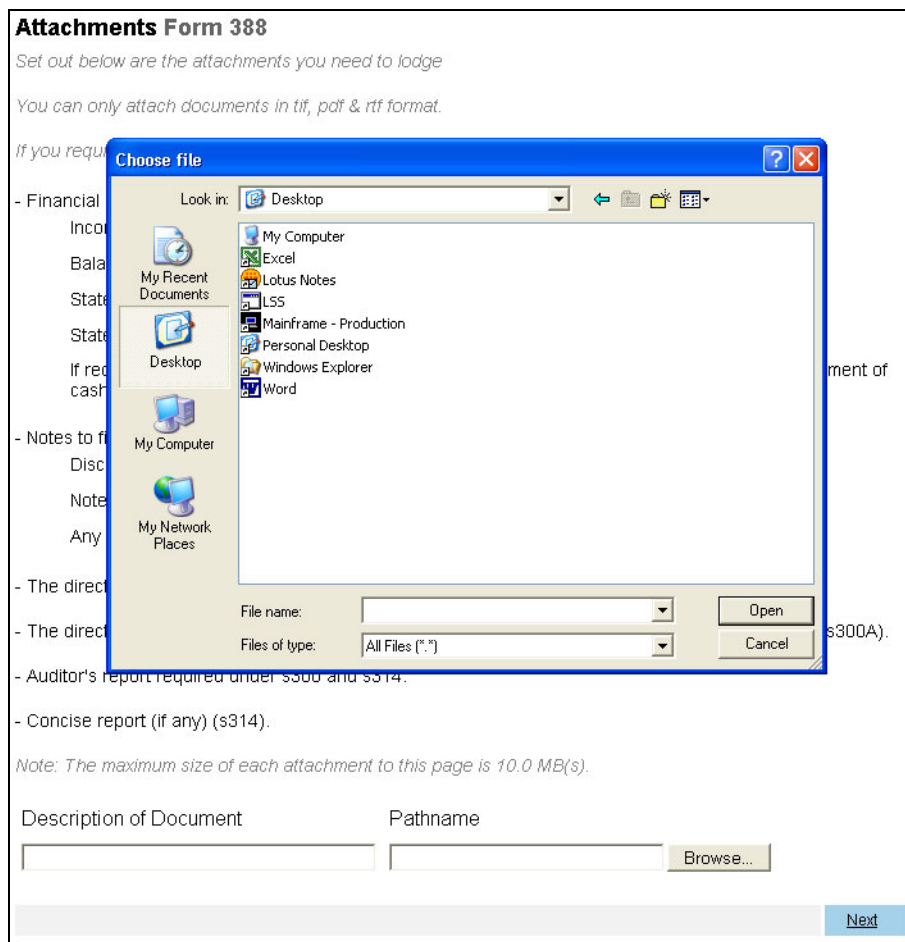 Attachments Form 388
Set out below are the attachments you need to lodge
You can only attach documents in tif, pdf & rtf format.
If you requi
Choose file
Look in:
Desktop
My Recent
Documents
Desktop
My Computer
My Network
Places
My Computer
Excel
Lotus Notes
LSS
Mainframe - Production
Personal Desktop
Windows Explorer
Word
File name:
Open
Files of type:
All Files (*.*)
Cancel
- Financial
Incor
Bala
State
State
If req
ment of
cash
- Notes to fi
Disc
Note
Any
- The direct
- The direct
s300A).
- Auditor's report required under s300 and s314.
- Concise report (if any) (s314).
Note: The maximum size of each attachment to this page is 10.0 MB(s).
Description of Document
Pathname
Browse...
Next